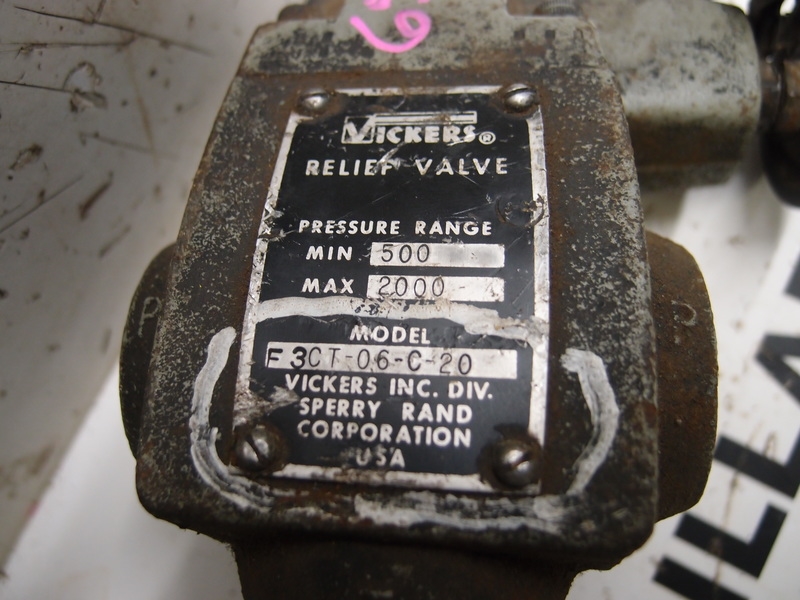 VICKERS®
RELIEF VALVE
PRESSURE RANGE
MIN 500
MAX 2000
MODEL
F3CT-06-C-20
VICKERS INC. DIV.
SPERRY RAND
CORPORATION
USA
P
P
ILLA